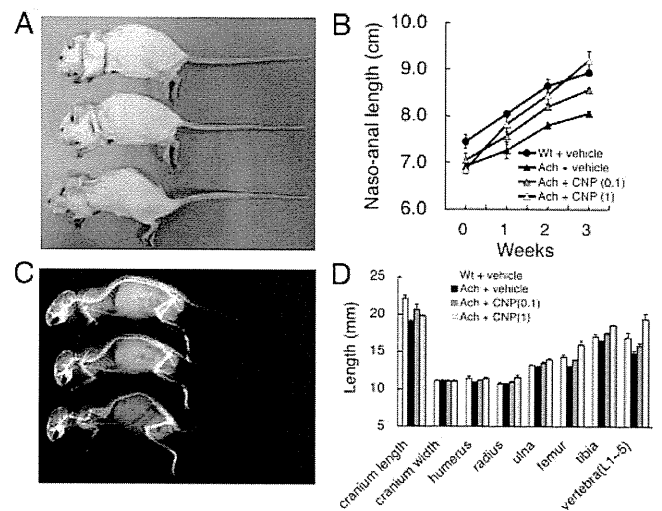 A
B
Naso-anal length (cm)
10.0
9.0
8.0
7.0
6.0
Wt + vehicle
Ach + vehicle
Ach + CNP (0.1)
Ach + CNP (1)
0 1 2 3
Weeks
C
D
Length (mm)
25
20
15
10
5
Wt + vehicle
Ach + vehicle
Ach + CNP(0.1)
Ach + CNP(1)
cranium length
cranium width
humerus
radius
ulna
femur
tibia
vertebra(L1~5)